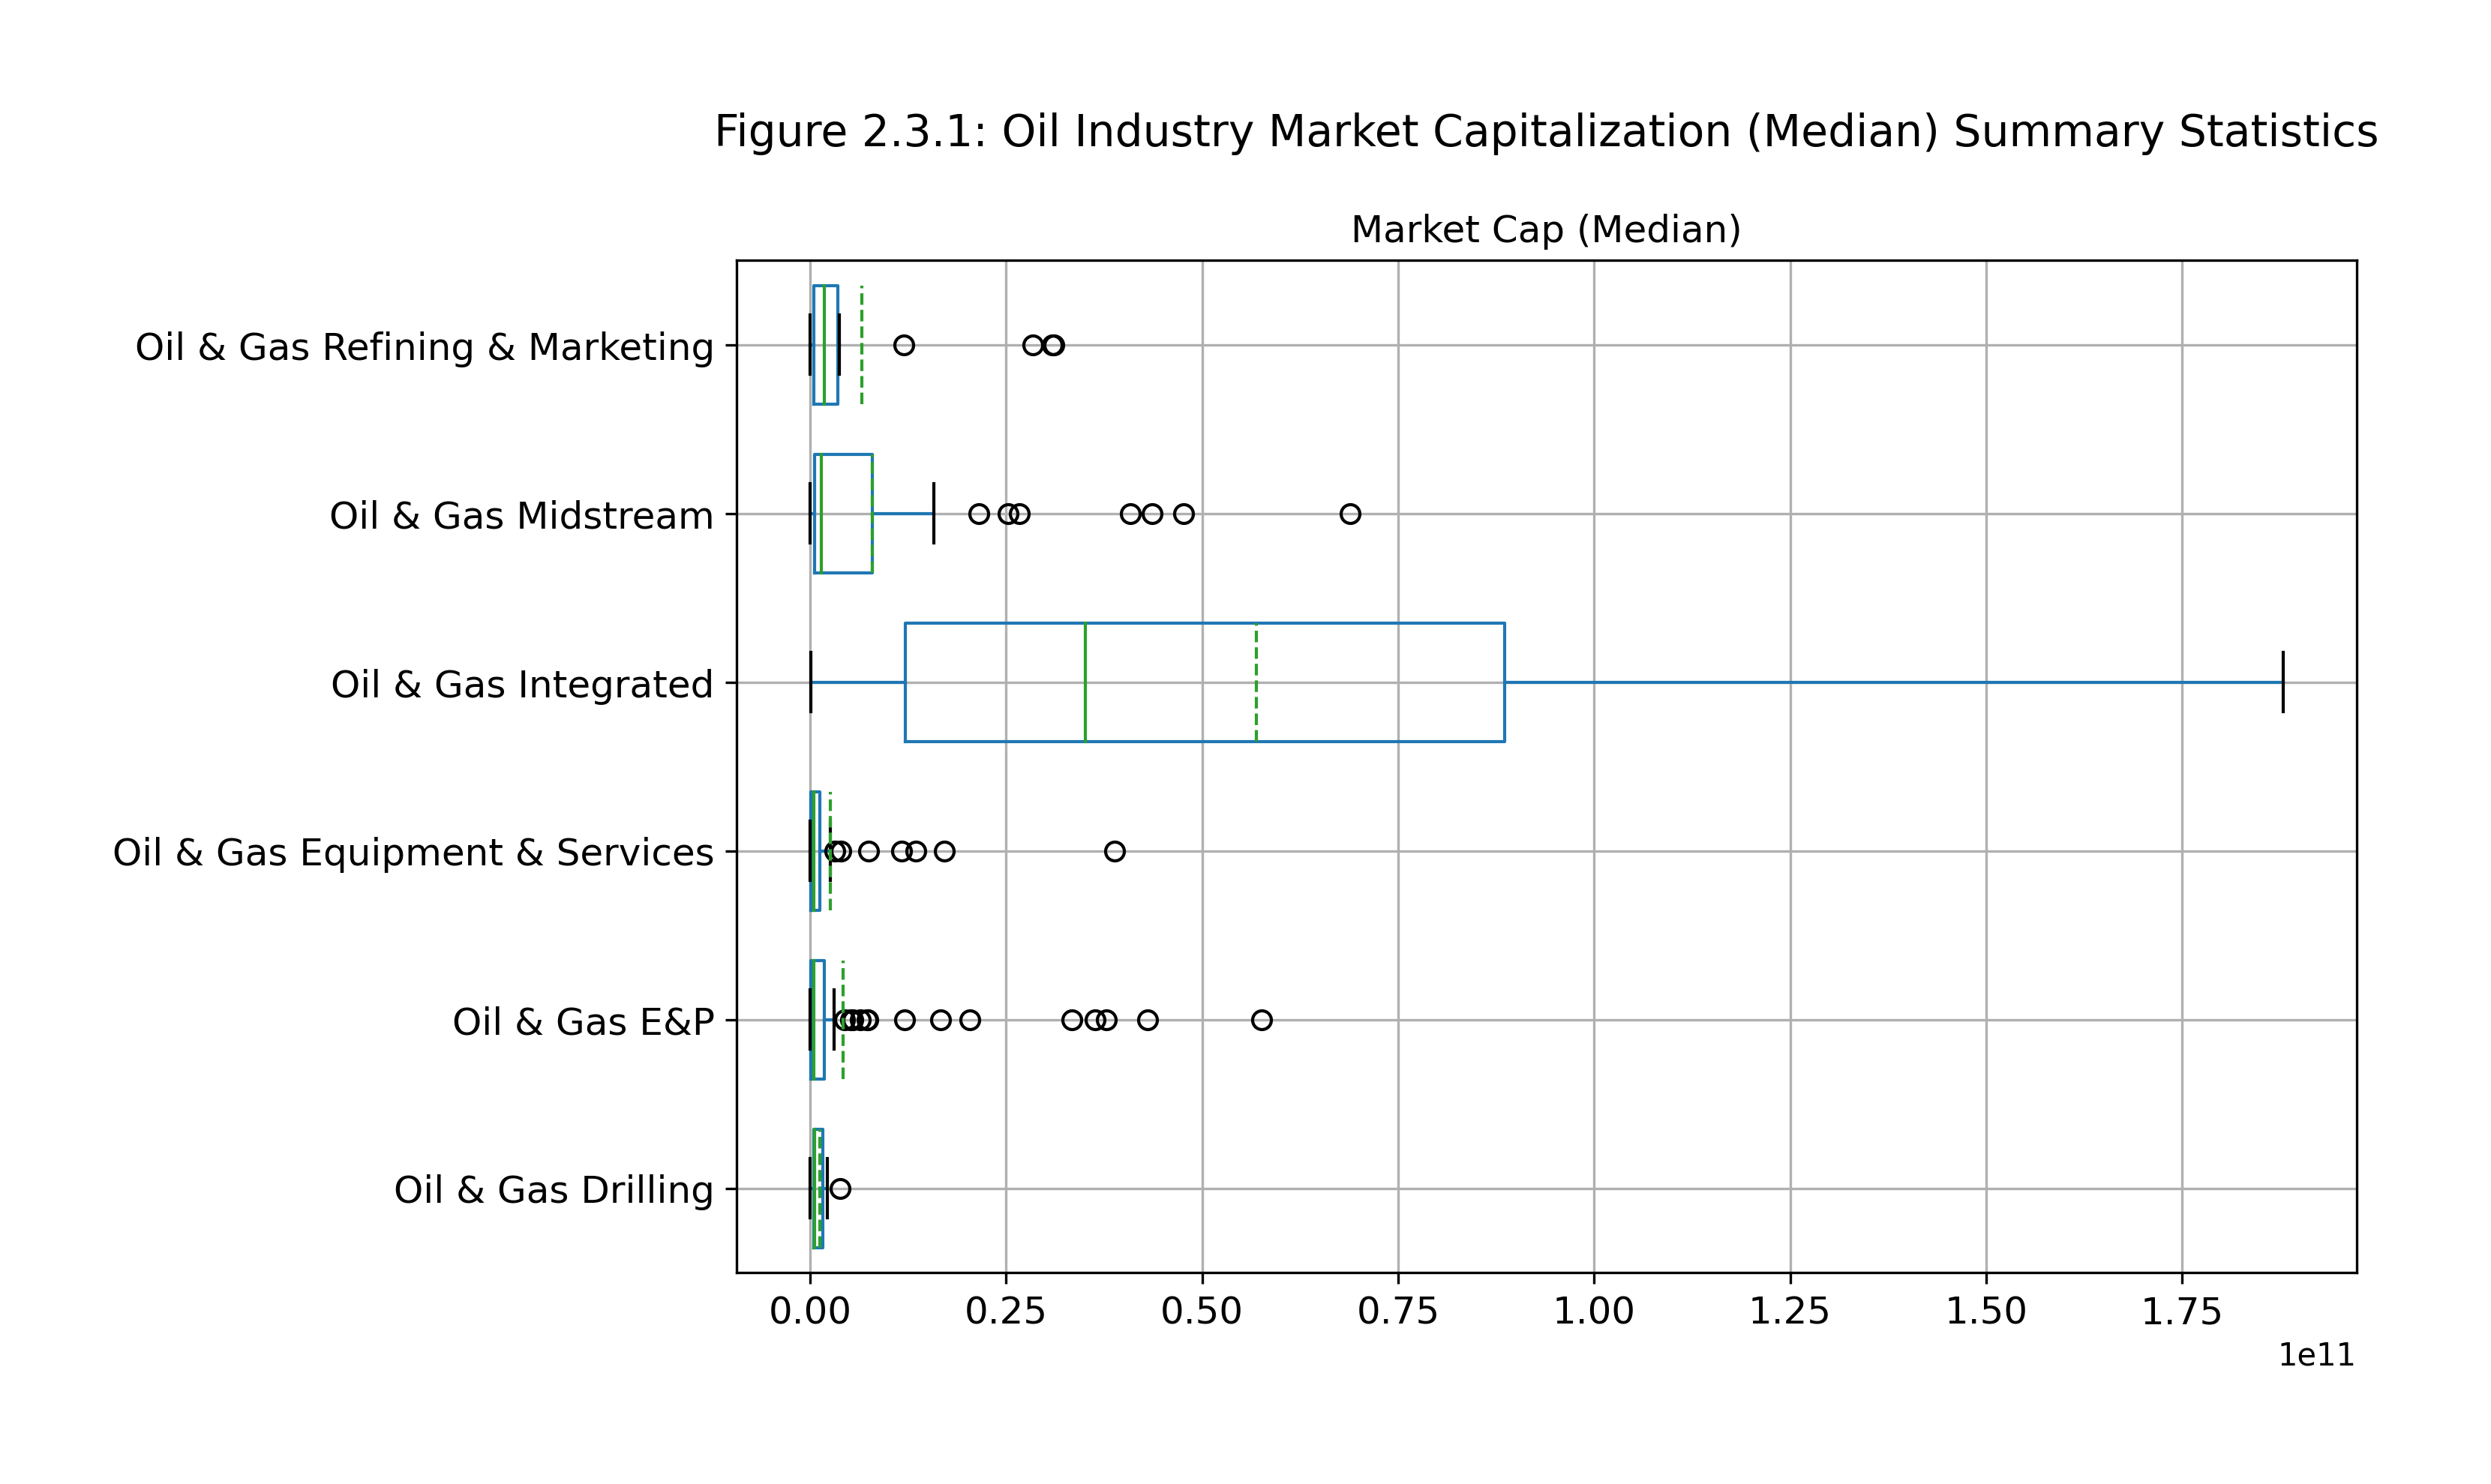 Figure 2.3.1: Oil Industry Market Capitalization (Median) Summary Statistics
Market Cap (Median)
Oil & Gas Refining & Marketing
Oil & Gas Midstream
Oil & Gas Integrated
Oil & Gas Equipment & Services
Oil & Gas E&P
Oil & Gas Drilling
0.00 0.25 0.50 0.75 1.00 1.25 1.50 1.75
1e11